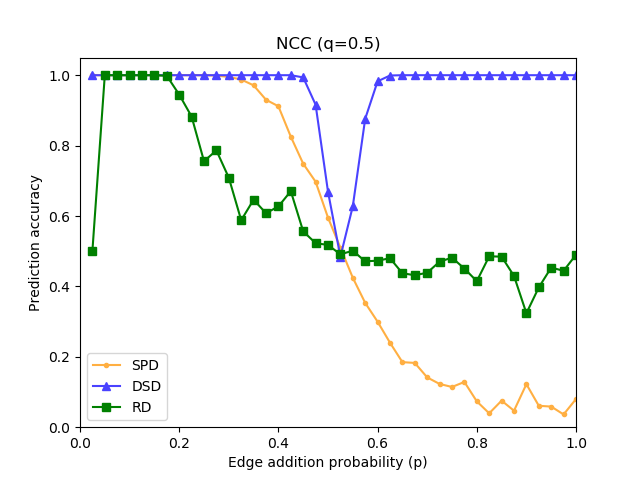 NCC (q=0.5)
Prediction accuracy
1.0
0.8
0.6
0.4
0.2
0.0
SPD
DSD
RD
0.0 0.2 0.4 0.6 0.8 1.0
Edge addition probability (p)